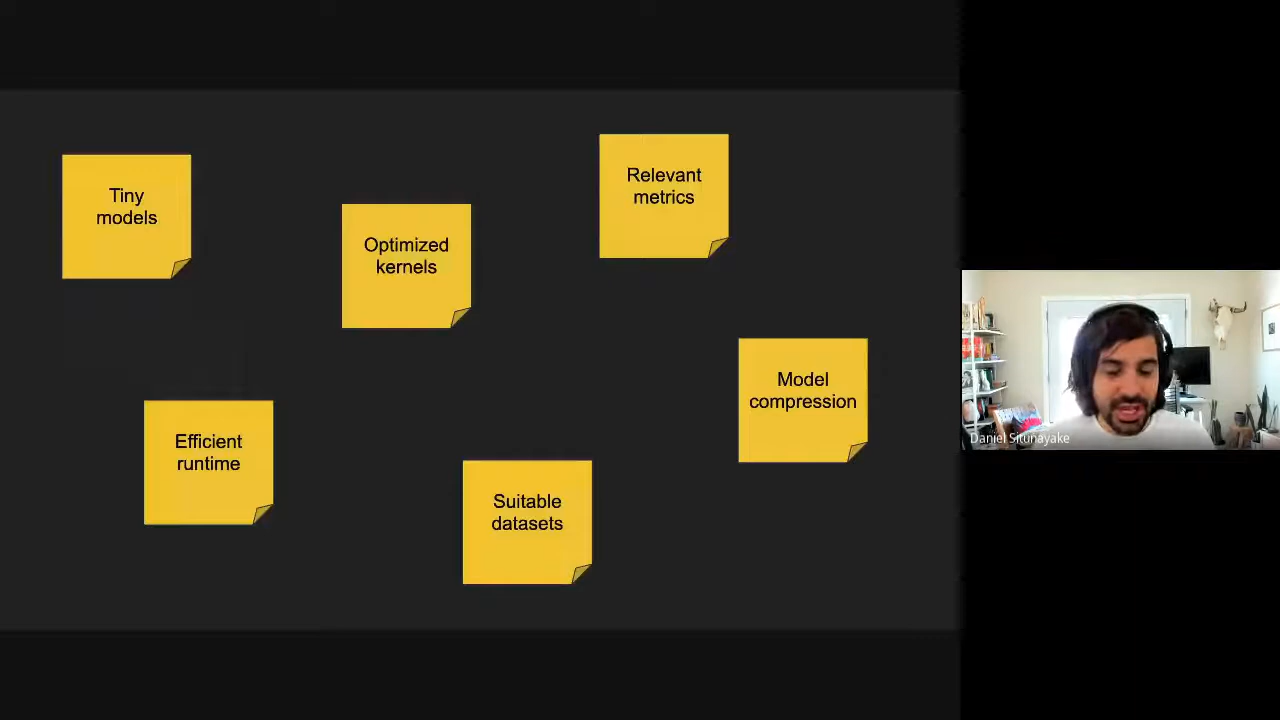 Tiny
models
Optimized
kernels
Relevant
metrics
Model
compression
Efficient
runtime
Suitable
datasets
Daniel Situnayake